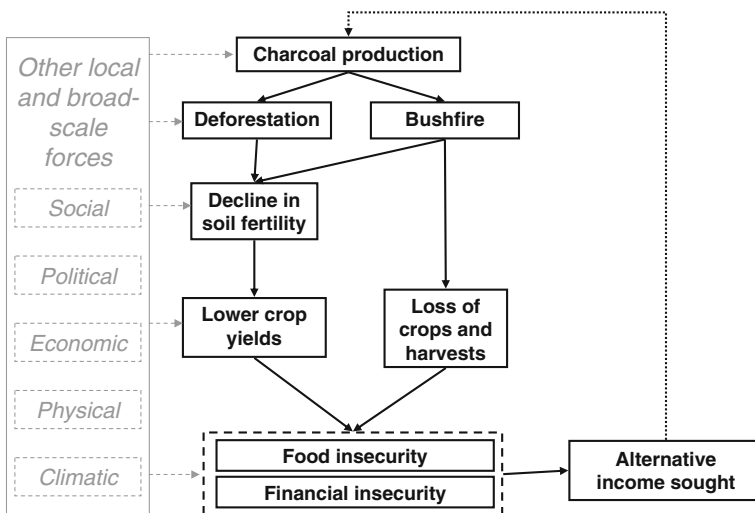 Other local
and broad-
scale
forces
Social
Political
Economic
Physical
Climatic
Charcoal production
Deforestation
Bushfire
Decline in
soil fertility
Lower crop
yields
Loss of
crops and
harvests
Food insecurity
Financial insecurity
Alternative
income sought